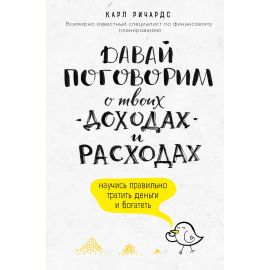 КАРЛ РИЧАРДС
Всемирно известный специалист по финансовому
планированию
ДАВАЙ
ПОГОВОРИМ
о твоих
·ДОХОДАХ·
и
РАСХОДАХ
научись правильно
тратить деньги
и богатеть